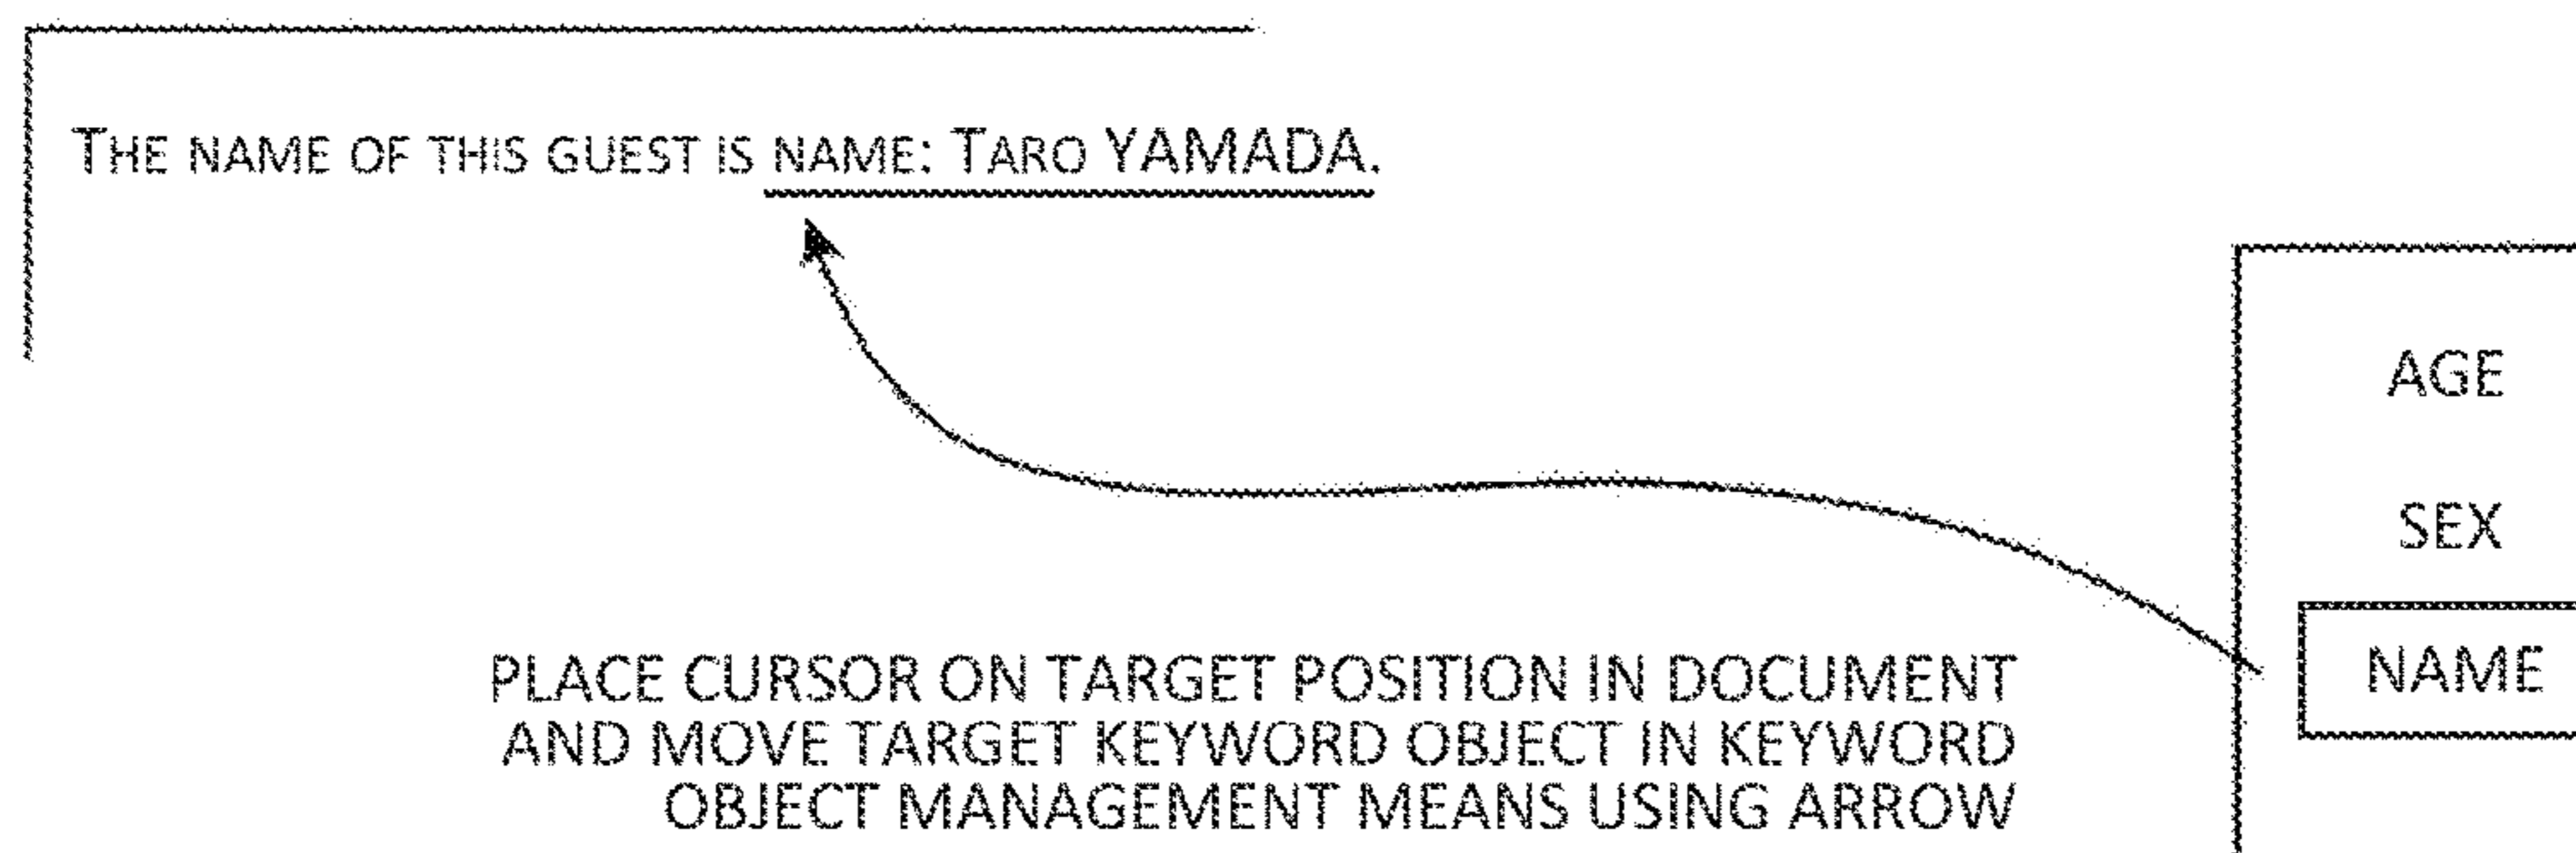 The name of this guest is name: Taro YAMADA.
AGE
SEX
NAME
PLACE CURSOR ON TARGET POSITION IN DOCUMENT
AND MOVE TARGET KEYWORD OBJECT IN KEYWORD
OBJECT MANAGEMENT MEANS USING ARROW